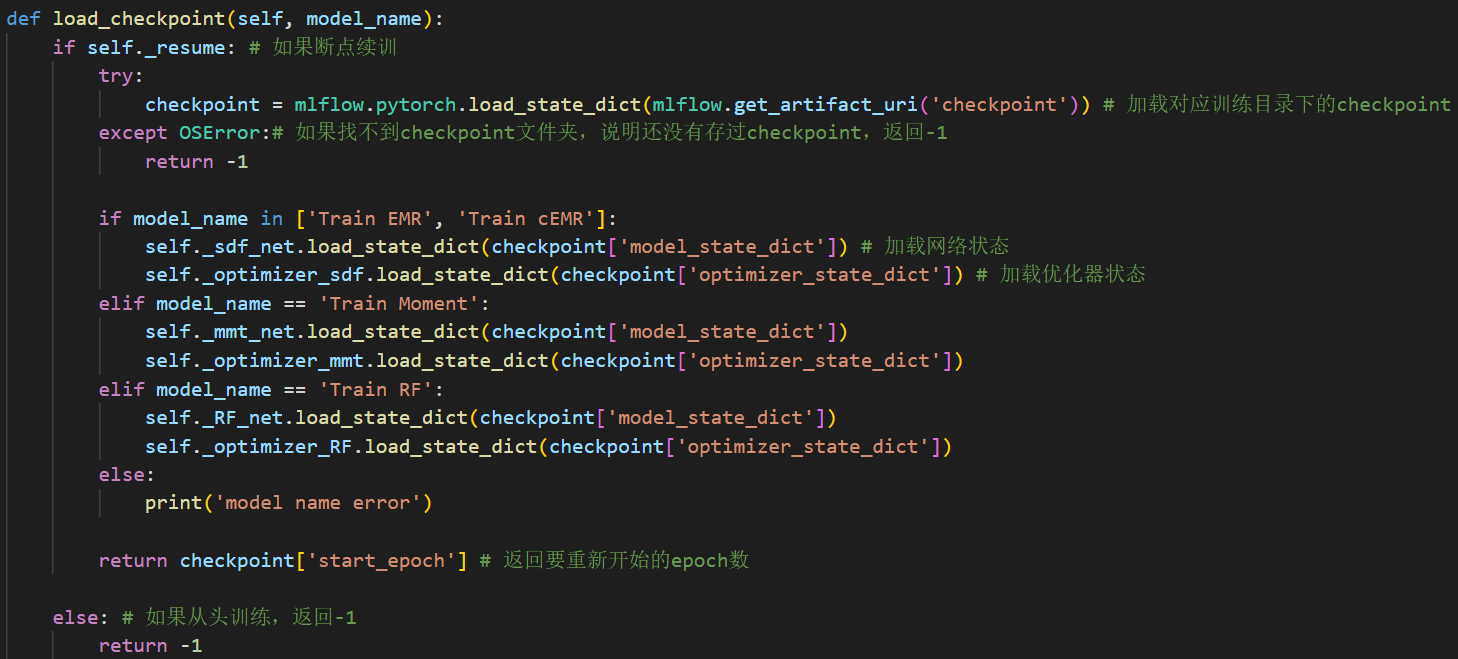 def load_checkpoint(self, model_name):
    if self._resume: # 如果断点续训
        try:
            checkpoint = mlflow.pytorch.load_state_dict(mlflow.get_artifact_uri('checkpoint')) # 加载对应训练目录下的checkpoint
        except OSError:# 如果找不到checkpoint文件夹，说明还没有存过checkpoint，返回-1
            return -1

        if model_name in ['Train EMR', 'Train cEMR']:
            self._sdf_net.load_state_dict(checkpoint['model_state_dict']) # 加载网络状态
            self._optimizer_sdf.load_state_dict(checkpoint['optimizer_state_dict']) # 加载优化器状态
        elif model_name == 'Train Moment':
            self._mmt_net.load_state_dict(checkpoint['model_state_dict'])
            self._optimizer_mmt.load_state_dict(checkpoint['optimizer_state_dict'])
        elif model_name == 'Train RF':
            self._RF_net.load_state_dict(checkpoint['model_state_dict'])
            self._optimizer_RF.load_state_dict(checkpoint['optimizer_state_dict'])
        else:
            print('model name error')

        return checkpoint['start_epoch'] # 返回要重新开始的epoch数

    else: # 如果从头训练，返回-1
        return -1